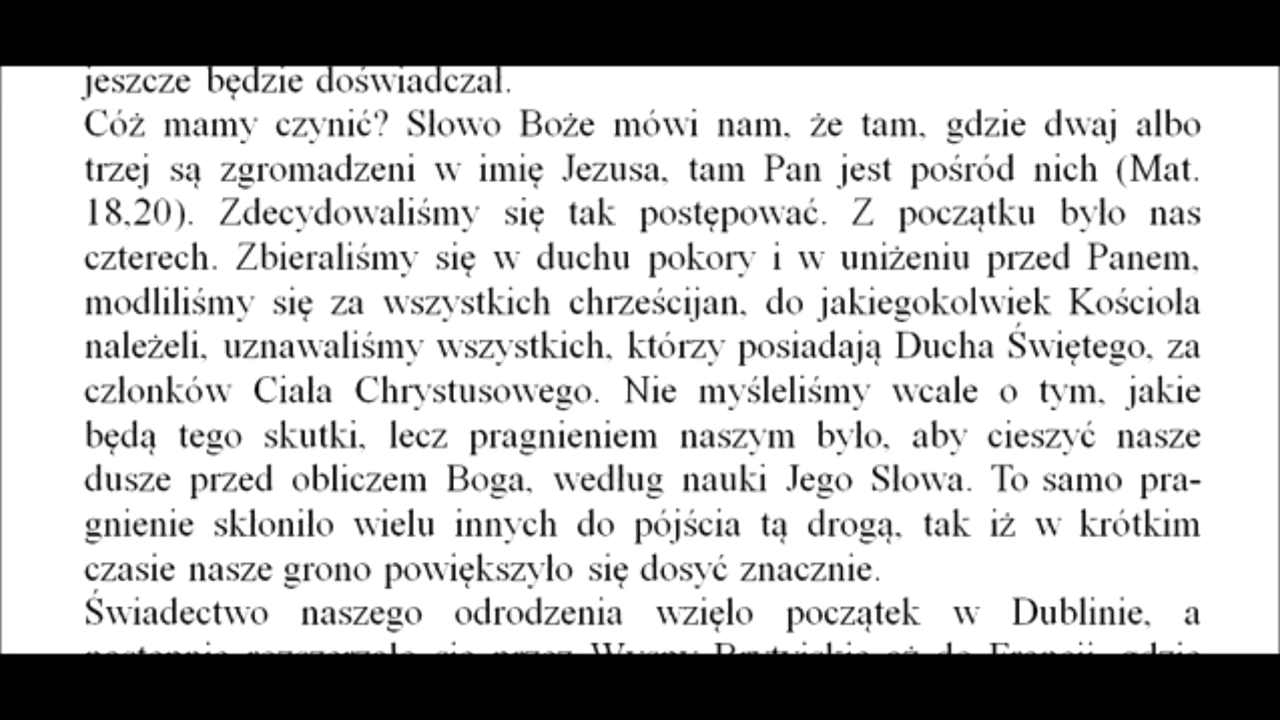 jeszcze będzie doświadczał.
Cóż mamy czynić? Słowo Boże mówi nam, że tam, gdzie dwaj albo
trzej są zgromadzeni w imię Jezusa, tam Pan jest pośród nich (Mat.
18,20). Zdecydowaliśmy się tak postępować. Z początku było nas
czterech. Zbieraliśmy się w duchu pokory i w uniżeniu przed Panem,
modliliśmy się za wszystkich chrześcijan, do jakiegokolwiek Kościoła
należeli, uznawaliśmy wszystkich, którzy posiadają Ducha Świętego, za
członków Ciała Chrystusowego. Nie myśleliśmy wcale o tym, jakie
będą tego skutki, lecz pragnieniem naszym było, aby cieszyć nasze
dusze przed obliczem Boga, według nauki Jego Słowa. To samo pra-
gnienie skłoniło wielu innych do pójścia tą drogą, tak iż w krótkim
czasie nasze grono powiększyło się dosyć znacznie.
Świadectwo naszego odrodzenia wzięło początek w Dublinie, a